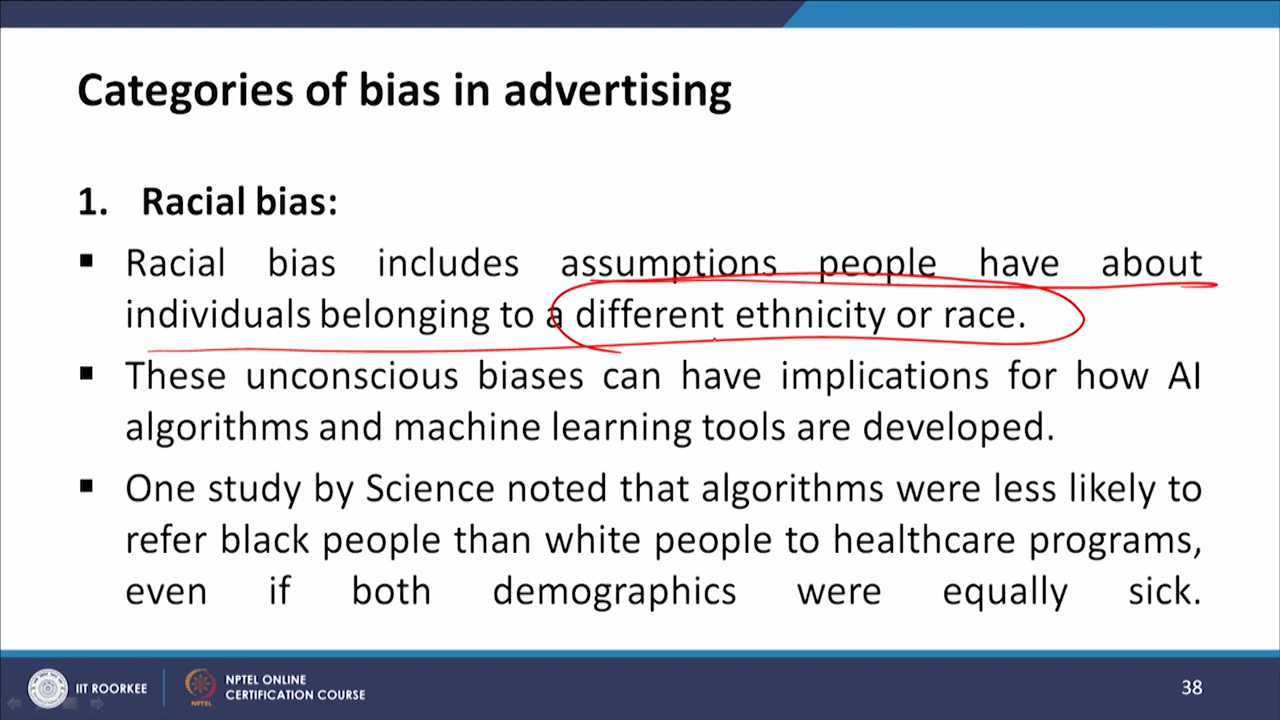 Categories of bias in advertising
1. Racial bias:
▪ Racial bias includes assumptions people have about
individuals belonging to a different ethnicity or race.
▪ These unconscious biases can have implications for how AI
algorithms and machine learning tools are developed.
▪ One study by Science noted that algorithms were less likely to
refer black people than white people to healthcare programs,
even if both demographics were equally sick.
IIT ROORKEE
NPTEL
NPTEL ONLINE
CERTIFICATION COURSE
38